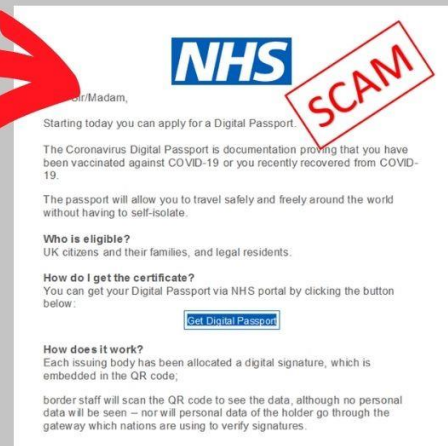 NHS
SCAM
Sir/Madam,
Starting today you can apply for a Digital Passport.
The Coronavirus Digital Passport is documentation proving that you have
been vaccinated against COVID-19 or you recently recovered from COVID-
19.
The passport will allow you to travel safely and freely around the world
without having to self-isolate.
Who is eligible?
UK citizens and their families, and legal residents.
How do I get the certificate?
You can get your Digital Passport via NHS portal by clicking the button
below:
Get Digital Passport
How does it work?
Each issuing body has been allocated a digital signature, which is
embedded in the QR code;
border staff will scan the QR code to see the data, although no personal
data will be seen – nor will personal data of the holder go through the
gateway which nations are using to verify signatures.